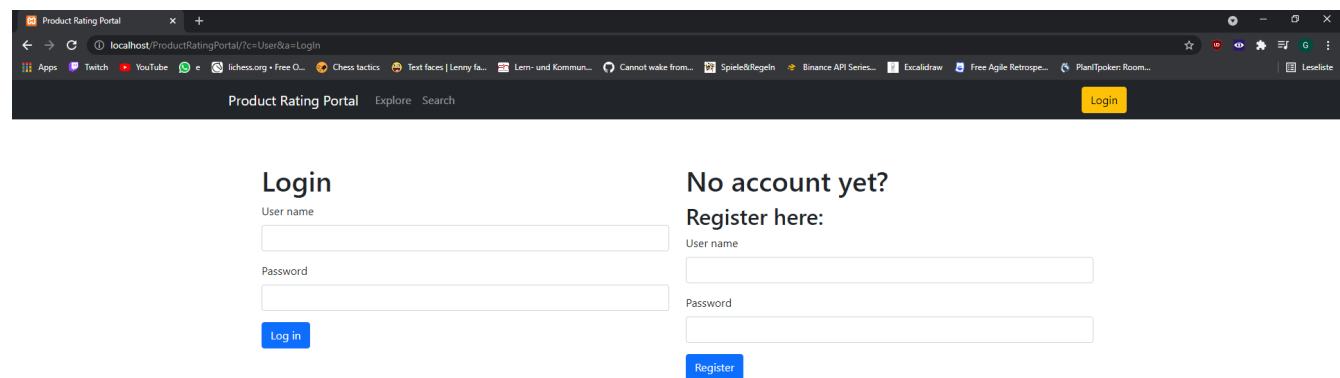 Product Rating Portal
localhost/ProductRatingPortal/?c=User&a=LogIn
Apps Twitch YouTube e lichess.org • Free O... Chess tactics Text faces | Lenny fa... Lern- und Kommun... Cannot wake from... Spiele&Regeln Binance API Series... Excalidraw Free Agile Retrospe... PlanITpoker: Room... Leseliste
Product Rating Portal Explore Search Login
Login
User name
Password
Log in
No account yet?
Register here:
User name
Password
Register